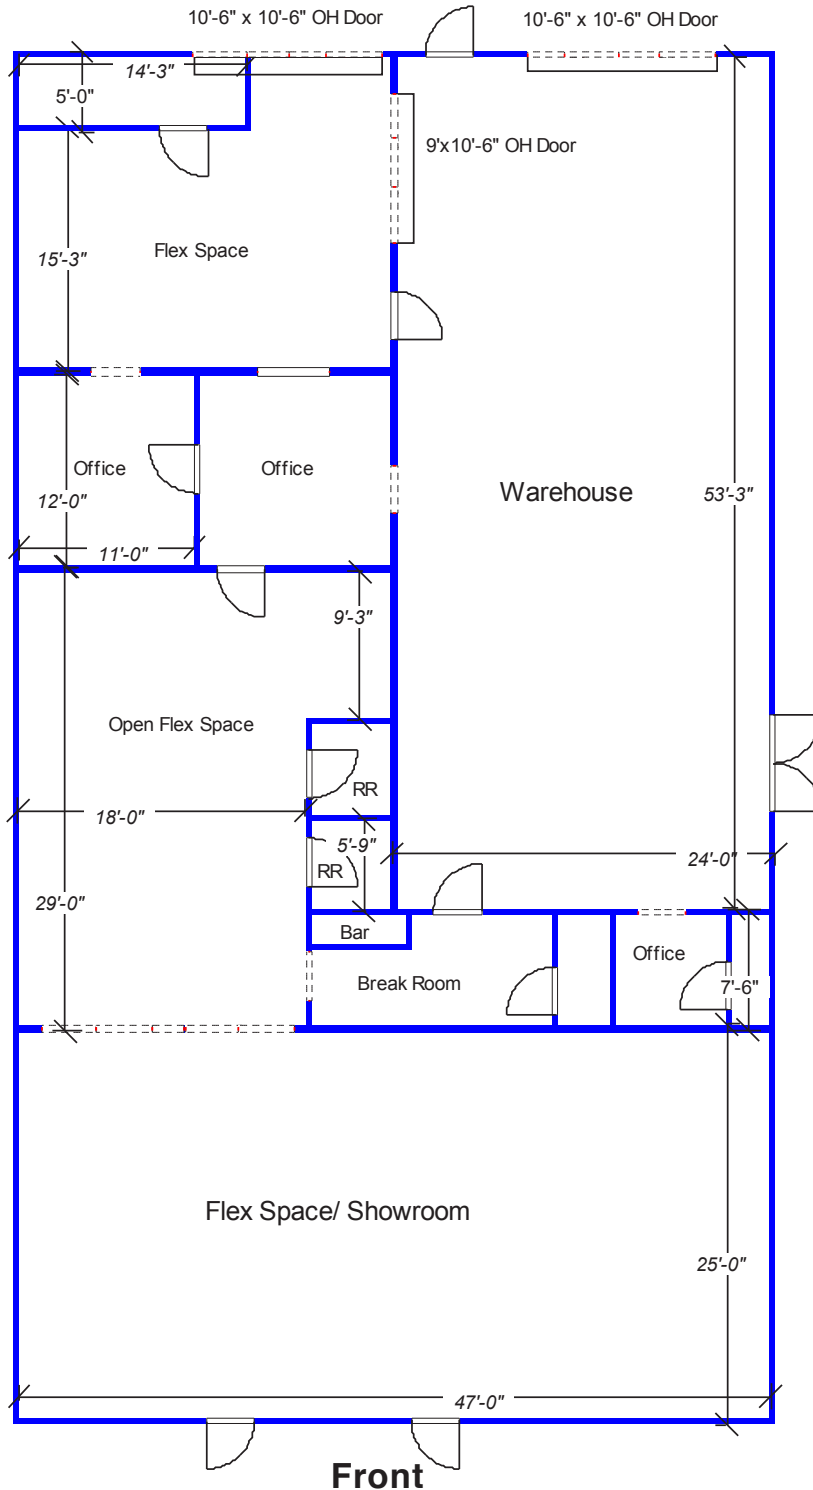 10'-6" x 10'-6" OH Door
10'-6" x 10'-6" OH Door
14'-3"
5'-0"
9'x10'-6" OH Door
Flex Space
15'-3"
Office
Office
Warehouse
53'-3"
12'-0"
11'-0"
9'-3"
Open Flex Space
RR
18'-0"
5'-9"
24'-0"
RR
29'-0"
Bar
Office
Break Room
7'-6"
Flex Space/ Showroom
25'-0"
47'-0"
Front